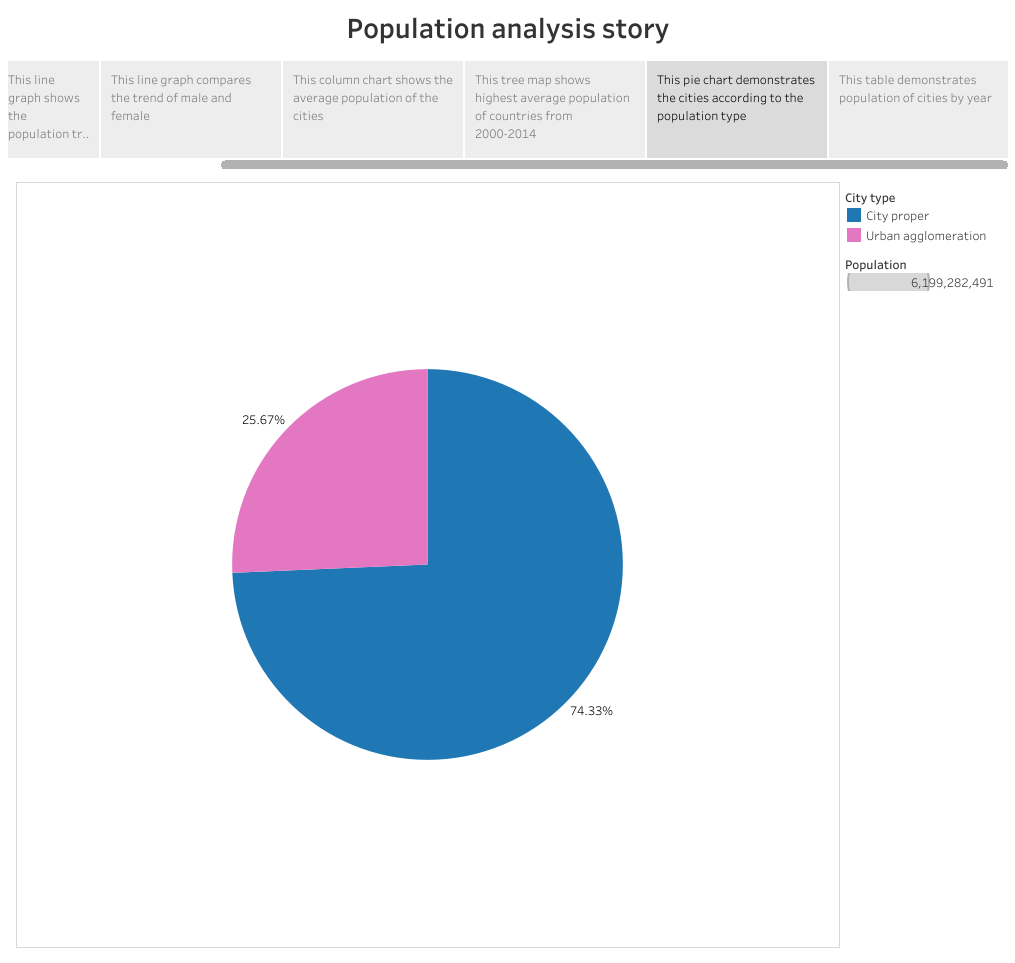 Population analysis story
This line
graph shows
the
population tr..
This line graph compares
the trend of male and
female
This column chart shows the
average population of the
cities
This tree map shows
highest average population
of countries from
2000-2014
This pie chart demonstrates
the cities according to the
population type
This table demonstrates
population of cities by year
City type
City proper
Urban agglomeration
Population
6,199,282,491
25.67%
74.33%